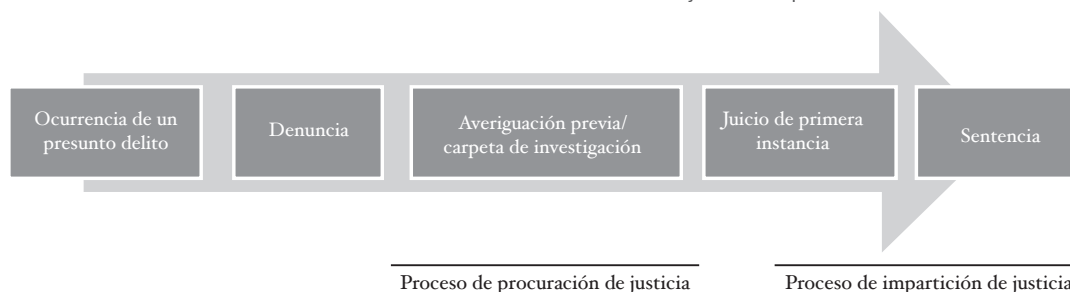 Ocurrencia de un
presunto delito
Denuncia
Averiguación previa/
carpeta de investigación
Juicio de primera
instancia
Sentencia
Proceso de procuración de justicia
Proceso de impartición de justicia